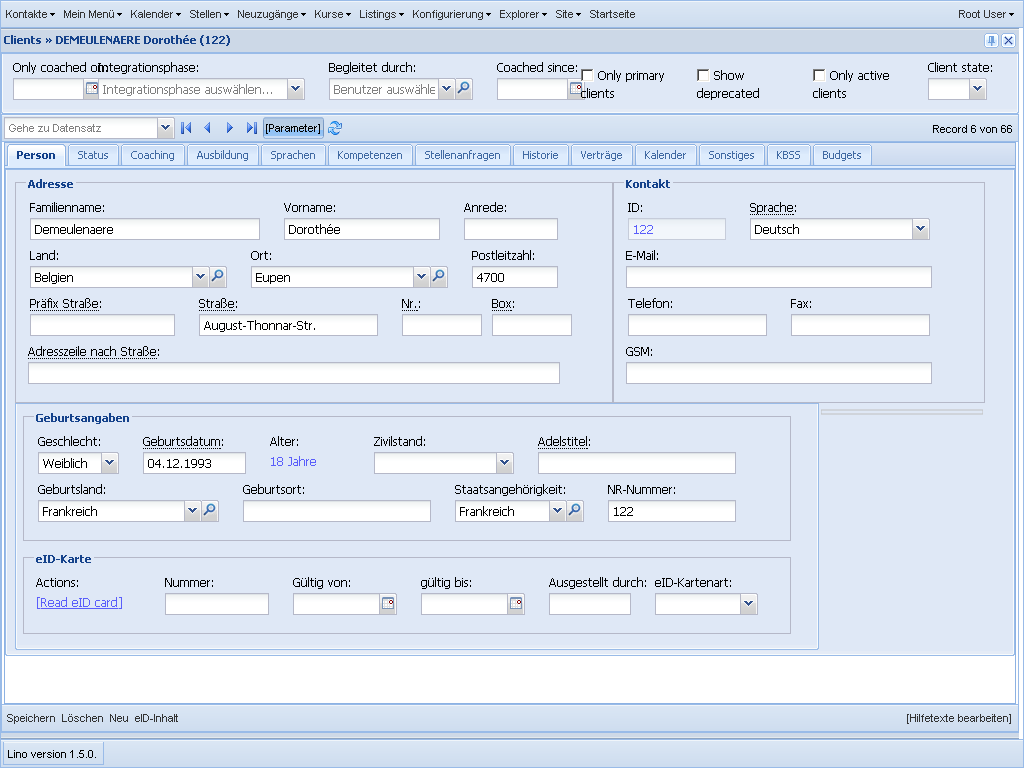 Kontakte Mein Menü Kalender Stellen Neuzugänge Kurse Listings Konfigurierung Explorer Site Startseite Root User
Clients » DEMEULENAERE Dorothée (122)
Only coached on: Integrationsphase: Begleitet durch: Coached since: Only primary clients Show deprecated Only active clients Client state:
Integrationsphase auswählen... Benutzer auswähle
Gehe zu Datensatz [Parameter] Record 6 von 66
Person Status Coaching Ausbildung Sprachen Kompetenzen Stellenanfragen Historie Verträge Kalender Sonstiges KBSS Budgets
Adresse
Familienname: Vorname: Anrede:
Demeulenaere Dorothée
Land: Ort: Postleitzahl:
Belgien Eupen 4700
Präfix Straße: Straße: Nr.: Box:
August-Thonnar-Str.
Adresszeile nach Straße:
Kontakt
ID: Sprache:
122 Deutsch
E-Mail:
Telefon: Fax:
GSM:
Geburtsangaben
Geschlecht: Geburtsdatum: Alter: Zivilstand: Adelstitel:
Weiblich 04.12.1993 18 Jahre
Geburtsland: Geburtsort: Staatsangehörigkeit: NR-Nummer:
Frankreich Frankreich 122
eID-Karte
Actions: Nummer: Gültig von: gültig bis: Ausgestellt durch: eID-Kartenart:
[Read eID card]
Speichern Löschen Neu eID-Inhalt [Hilfetexte bearbeiten]
Lino version 1.5.0.